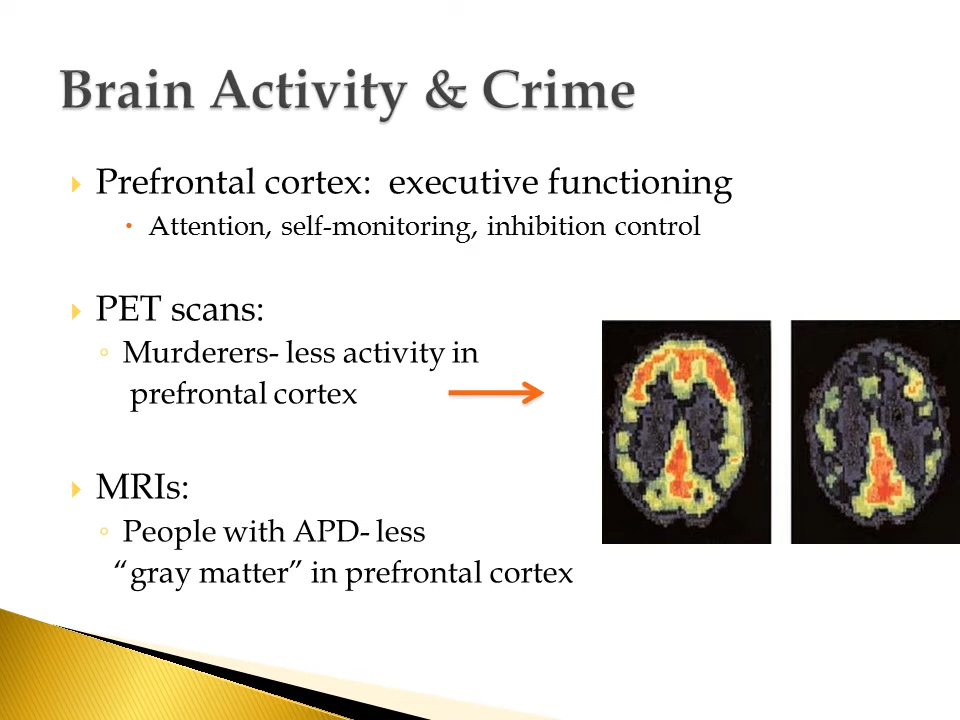 Brain Activity & Crime
Prefrontal cortex: executive functioning
Attention, self-monitoring, inhibition control
PET scans:
Murderers- less activity in
prefrontal cortex
MRIs:
People with APD- less
“gray matter” in prefrontal cortex